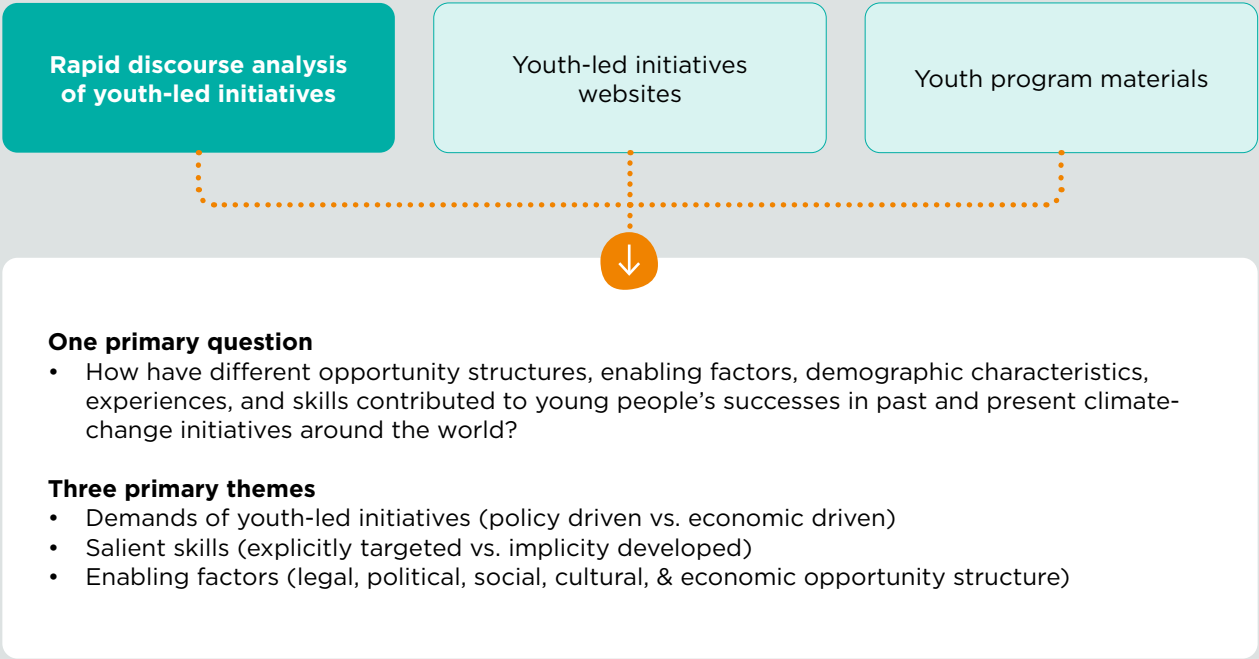 Rapid discourse analysis
of youth-led initiatives
Youth-led initiatives
websites
Youth program materials
One primary question
• How have different opportunity structures, enabling factors, demographic characteristics,
experiences, and skills contributed to young people’s successes in past and present climate-
change initiatives around the world?
Three primary themes
• Demands of youth-led initiatives (policy driven vs. economic driven)
• Salient skills (explicitly targeted vs. implicity developed)
• Enabling factors (legal, political, social, cultural, & economic opportunity structure)